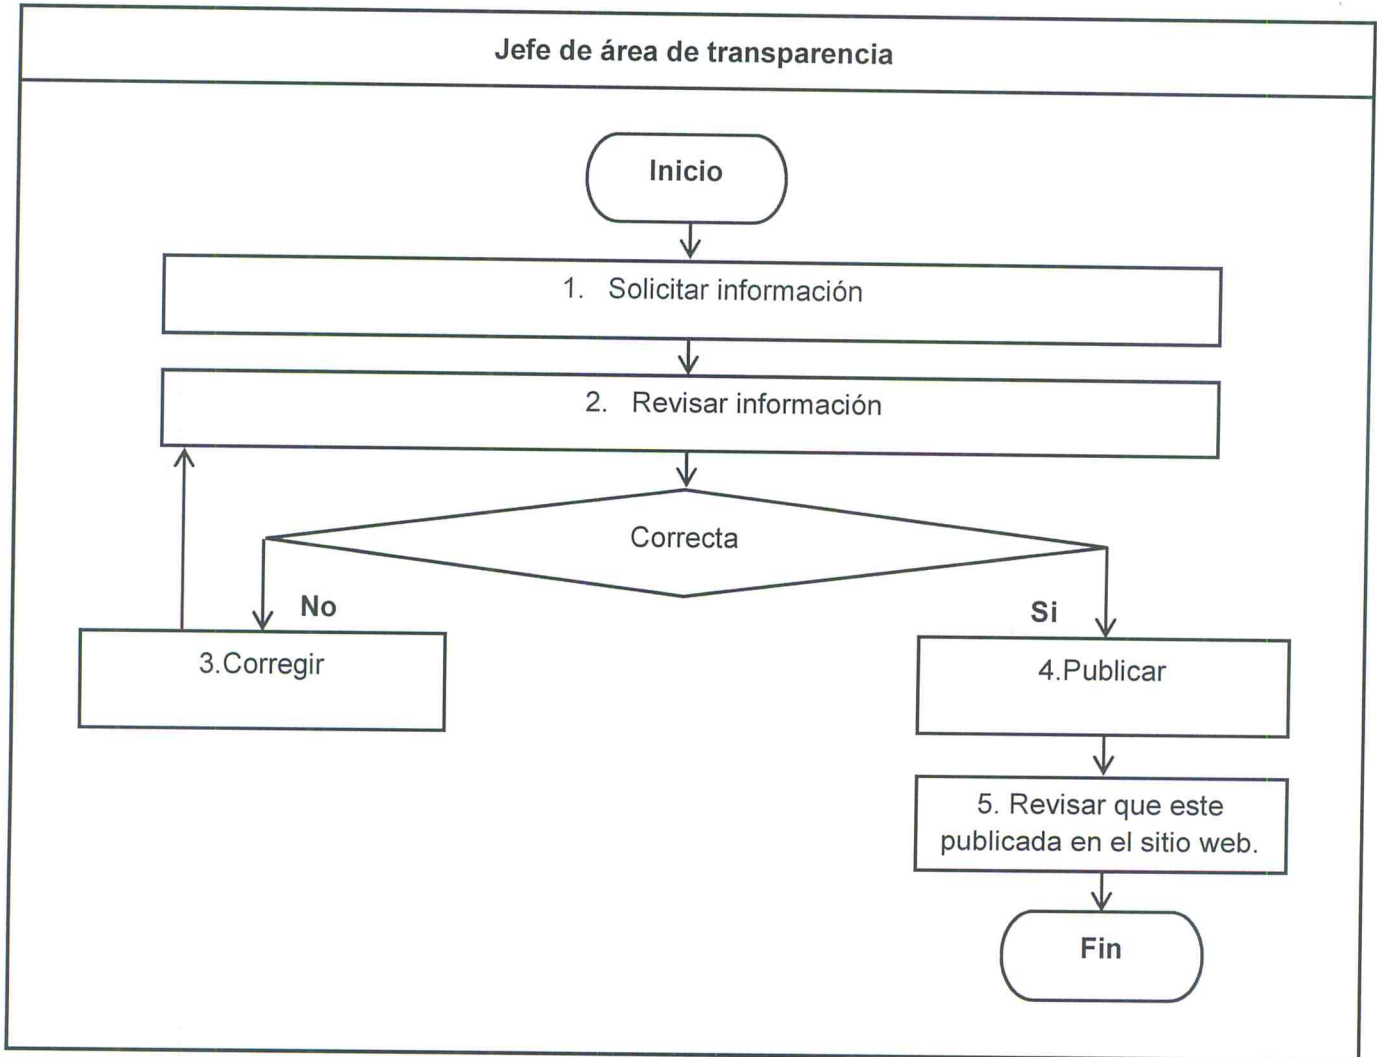 Jefe de área de transparencia
Inicio
1. Solicitar información
2. Revisar información
Correcta
No
Si
3.Corregir
4.Publicar
5. Revisar que este
publicada en el sitio web.
Fin